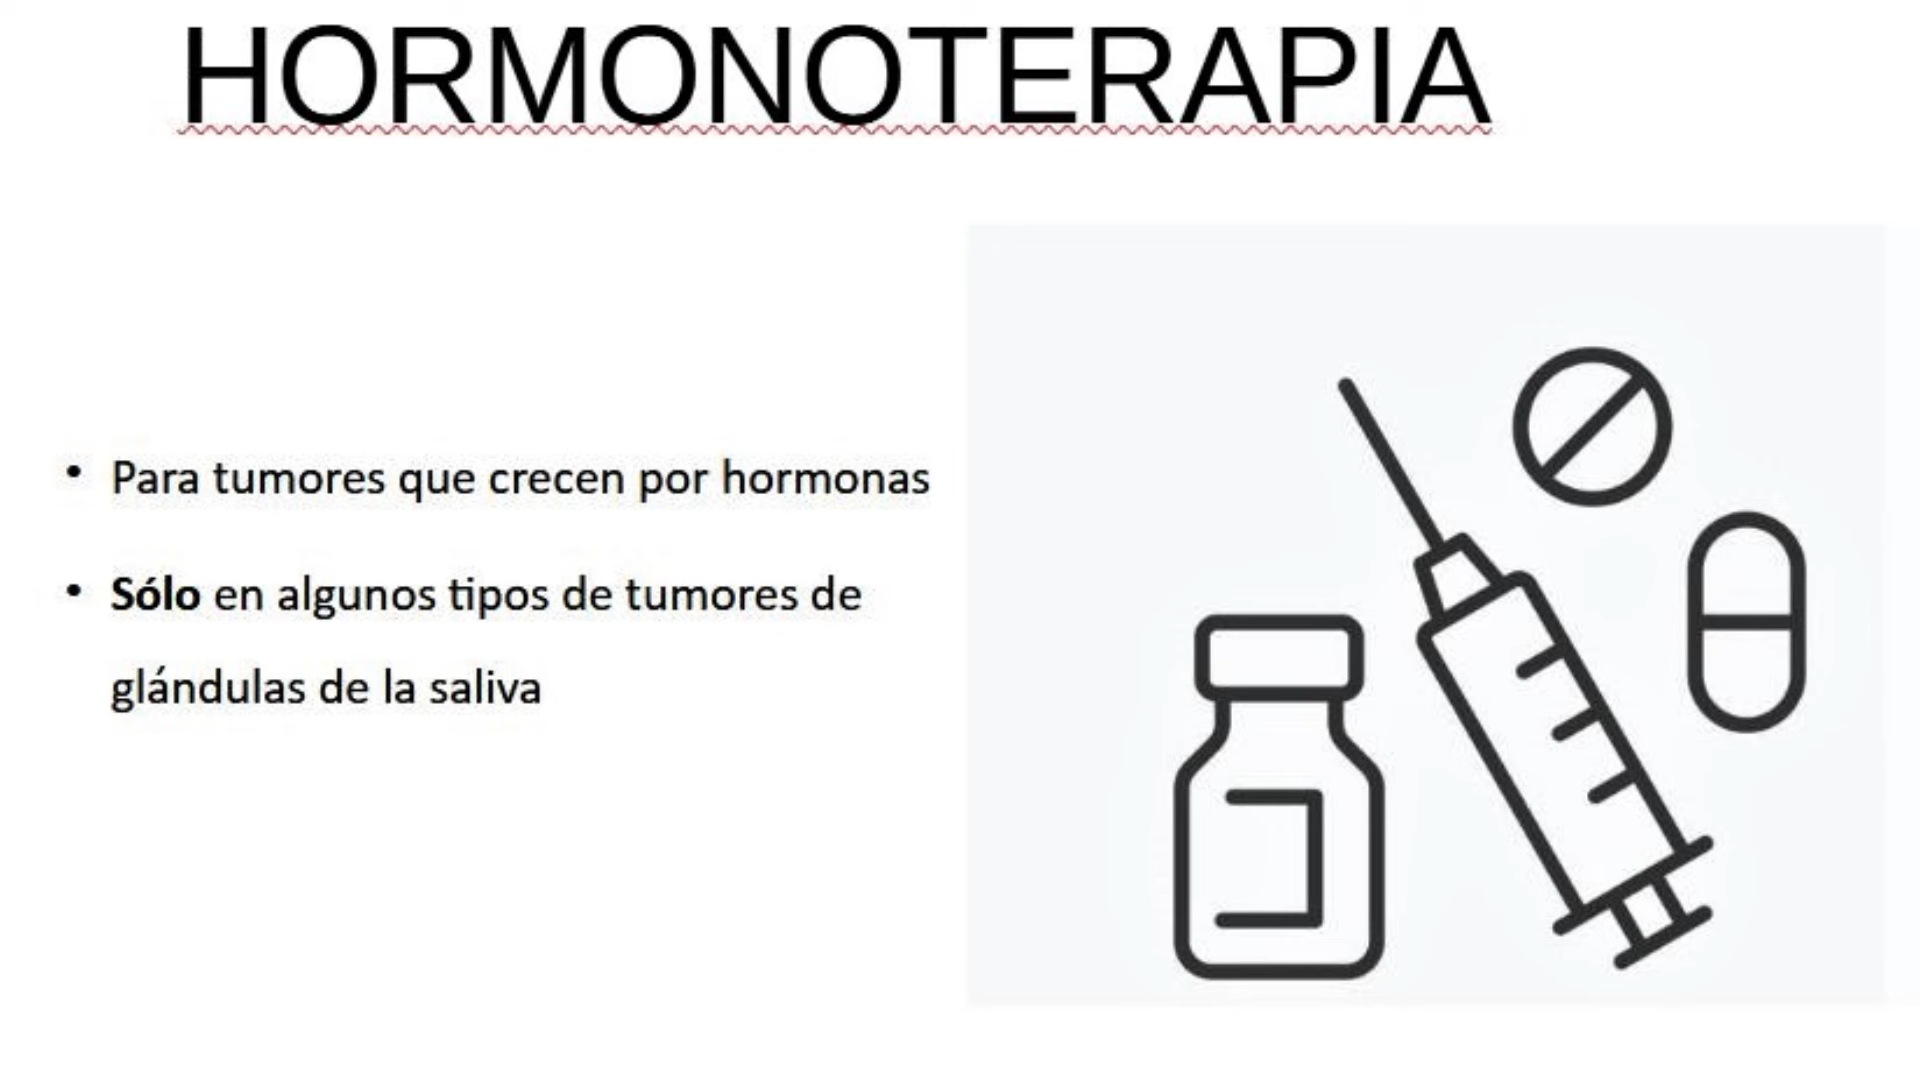 HORMONOTERAPIA
• Para tumores que crecen por hormonas
• Sólo en algunos tipos de tumores de
glándulas de la saliva